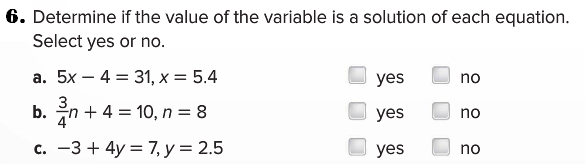 6. Determine if the value of the variable is a solution of each equation.
Select yes or no.
a. 5x − 4 = 31, x = 5.4 yes no
b. 3/4n + 4 = 10, n = 8 yes no
c. −3 + 4y = 7, y = 2.5 yes no